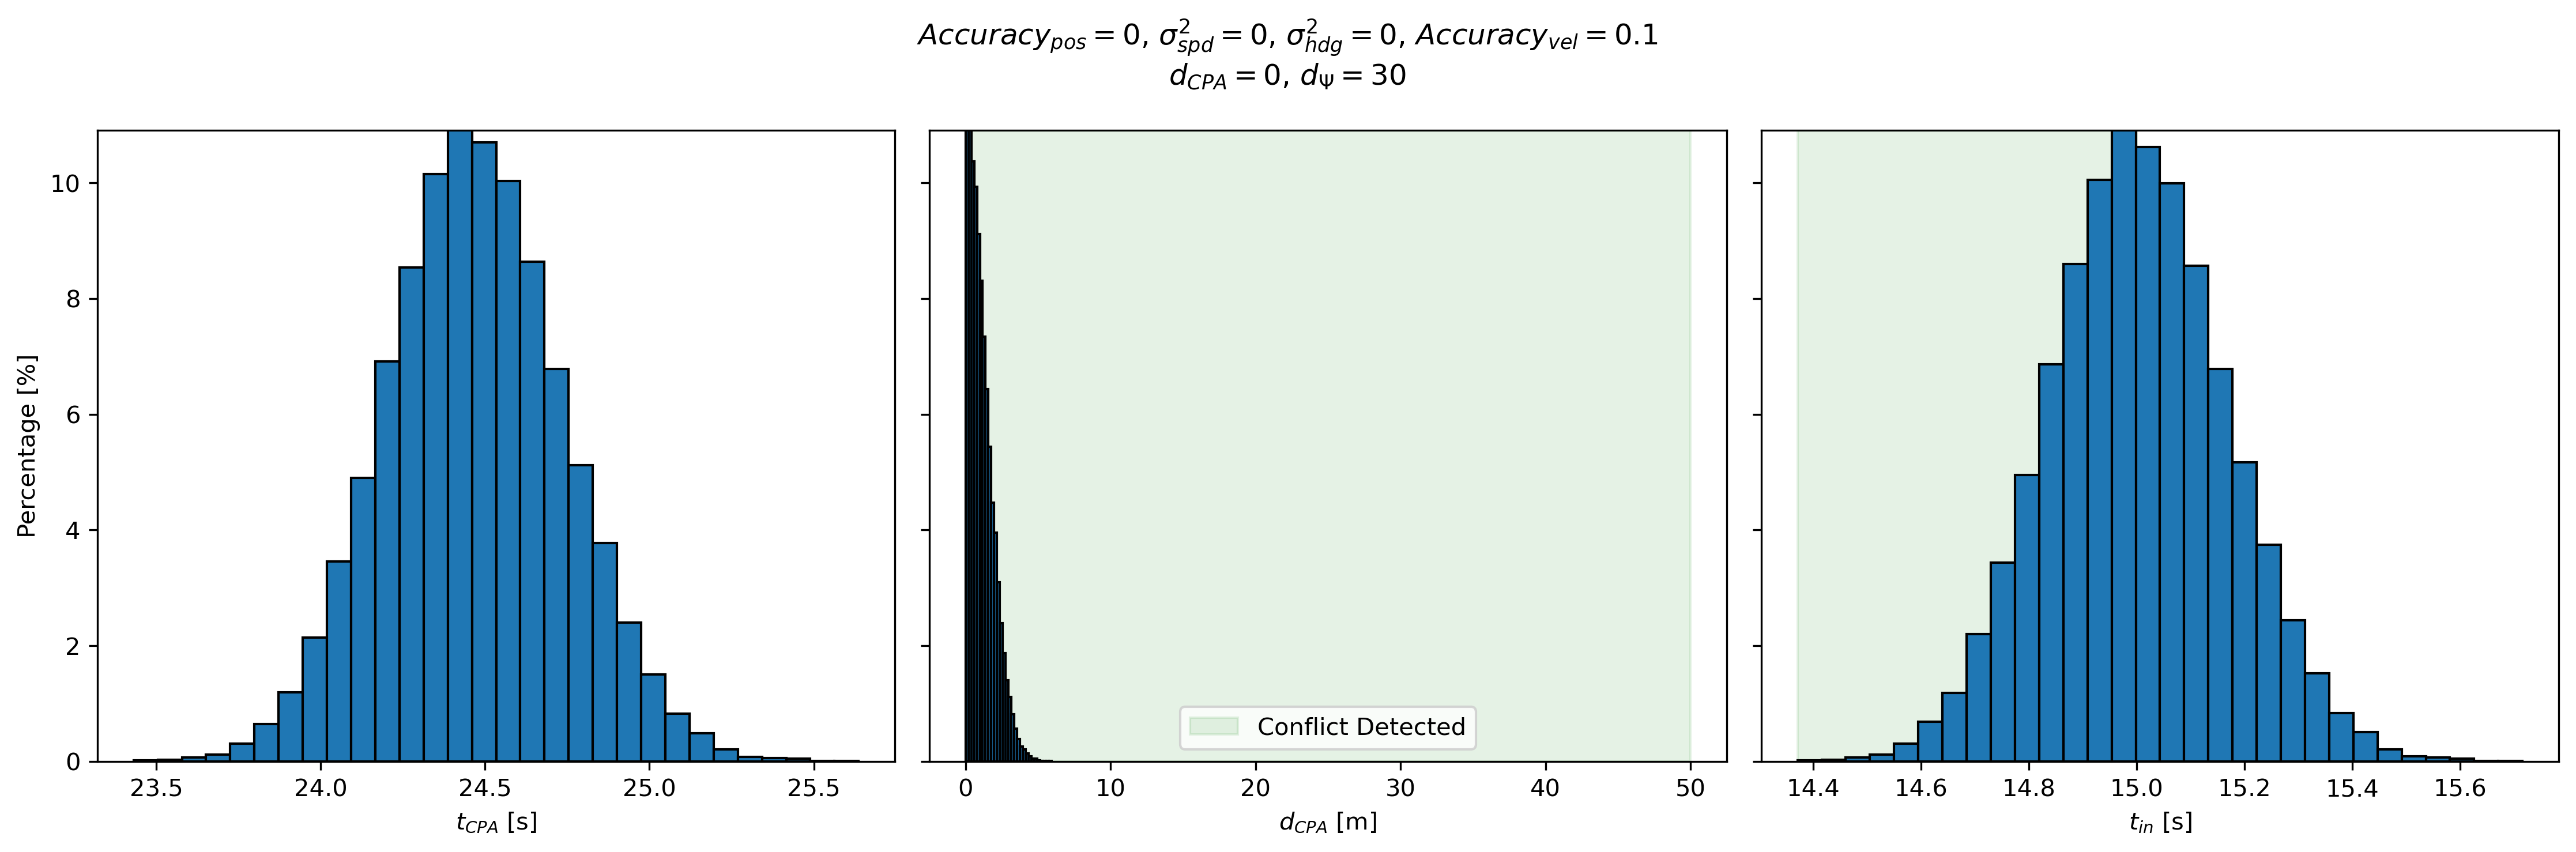 Accuracy_pos = 0, σ²_spd = 0, σ²_hdg = 0, Accuracy_vel = 0.1
d_CPA = 0, d_Ψ = 30
Percentage [%]
10
8
6
4
2
0
23.5 24.0 24.5 25.0 25.5
t_CPA [s]
Conflict Detected
0 10 20 30 40 50
d_CPA [m]
14.4 14.6 14.8 15.0 15.2 15.4 15.6
t_in [s]